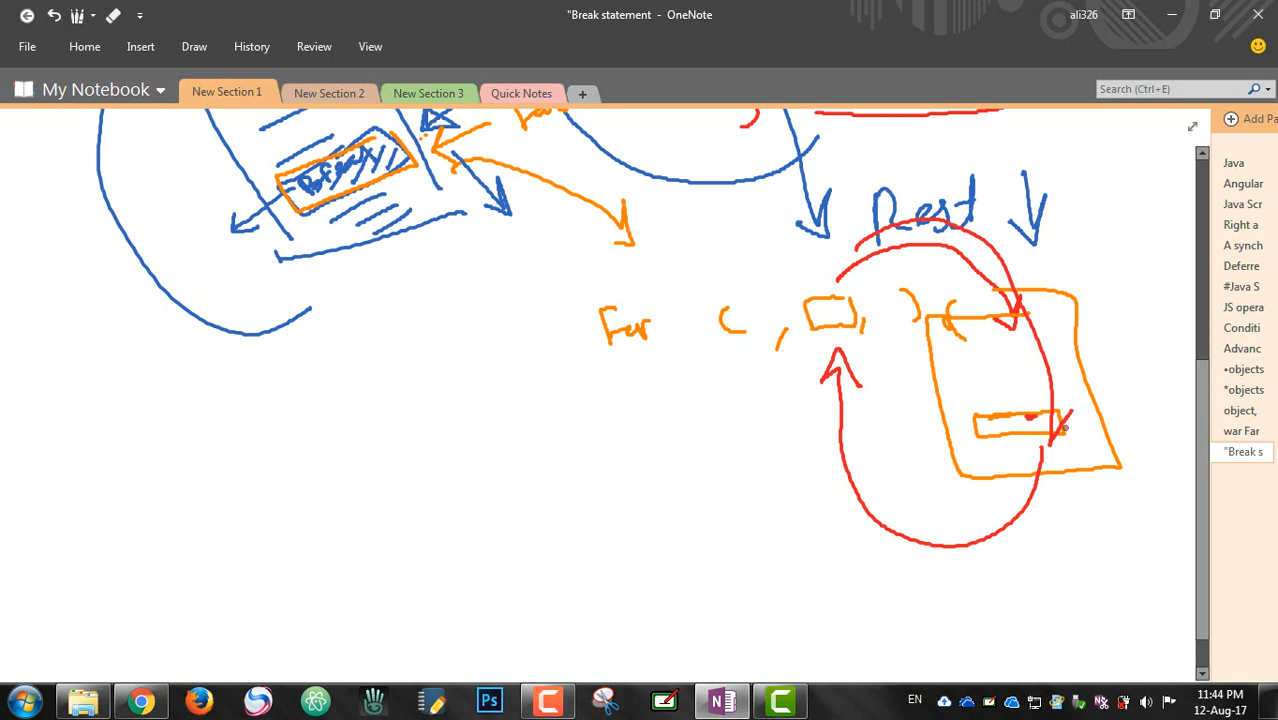 "Break statement - OneNote
ali326
File
Home
Insert
Draw
History
Review
View
My Notebook
New Section 1
New Section 2
New Section 3
Quick Notes
+
Search (Ctrl+E)
Add Pa
Java
Angular
Java Scr
Right a
A synch
Deferre
#Java S
JS opera
Conditi
Advanc
•objects
*objects
object,
war Far
"Break s
Rest
For
Ps
N
EN
11:44 PM
12-Aug-17